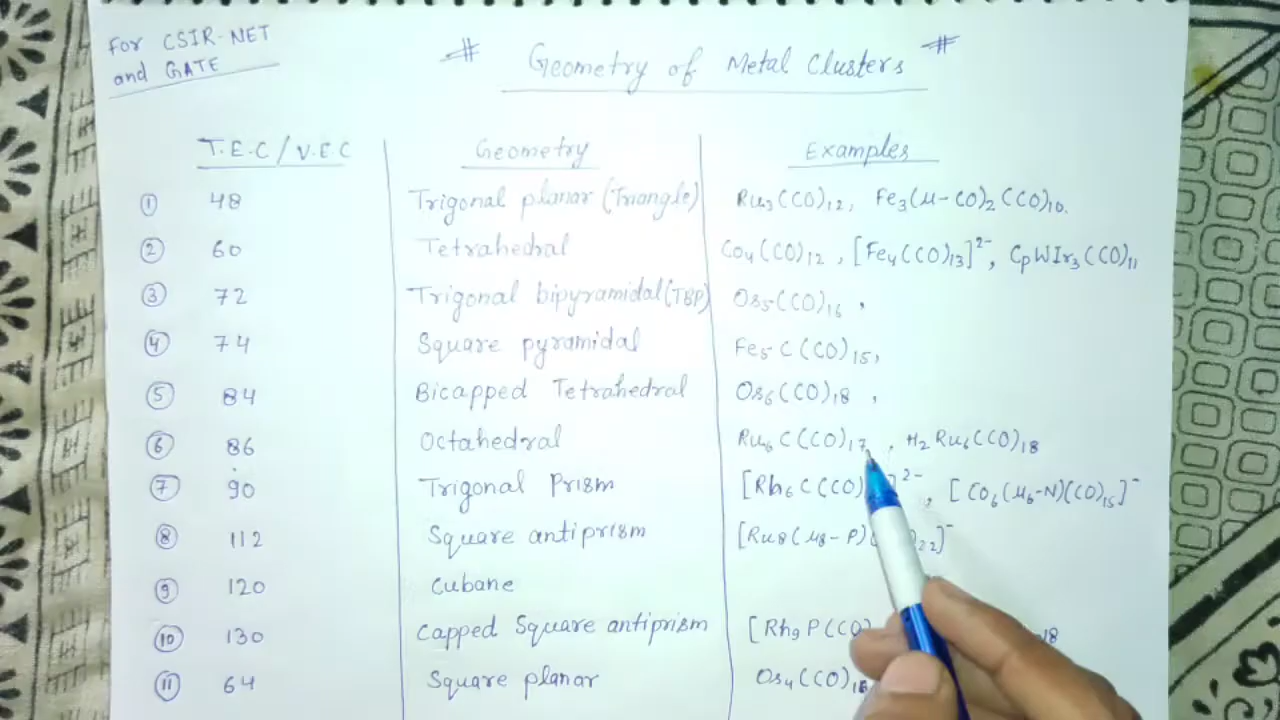 For CSIR-NET
and GATE
# Geometry of Metal Clusters #
T.E.C / V.E.C Geometry Examples
① 48 Trigonal planar (Triangle) Ru3(CO)12, Fe3(μ-CO)2(CO)10.
② 60 Tetrahedral Co4(CO)12, [Fe4(CO)13]2-, CpWIr3(CO)11
③ 72 Trigonal bipyramidal (TBP) Os5(CO)16,
④ 74 Square pyramidal Fe5C(CO)15,
⑤ 84 Bicapped Tetrahedral Os6(CO)18,
⑥ 86 Octahedral Ru6C(CO)17, H2Ru6(CO)18
⑦ 90 Trigonal Prism [Rh6C(CO) ]2-, [Co6(μ6-N)(CO)15]-
⑧ 112 Square antiprism [Ru8(μ8-P)( 22)]-
⑨ 120 Cubane
⑩ 130 Capped Square antiprism [Rh9P(CO)
⑪ 64 Square planar Os4(CO)